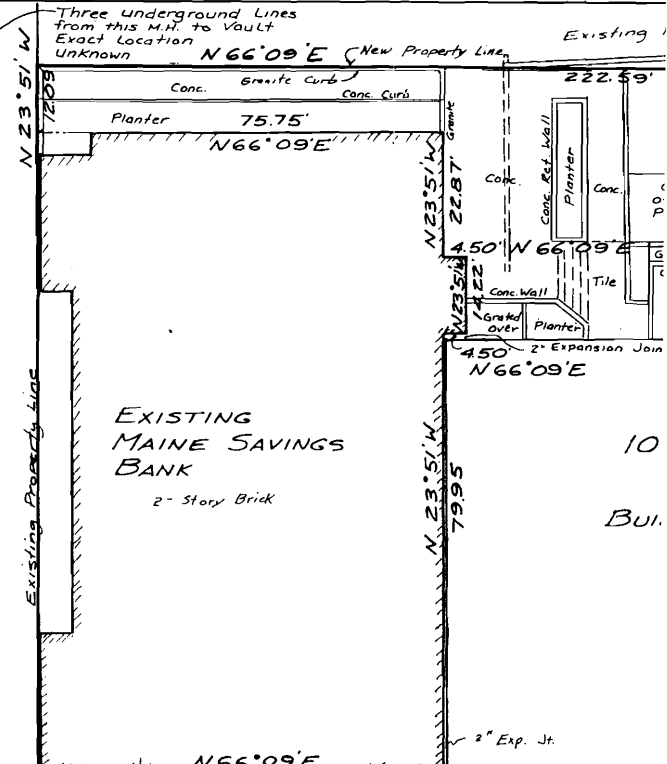 Three underground Lines
from this M.H. to Vault
Exact Location
Unknown
N 66°09' E
New Property Line
Existing
222.59'
N 23°51' W
12.09
Conc.
Granite Curb
Conc. Curb
Granite
Planter
75.75'
N 66°09' E
N 23°51' W
22.87'
Conc.
Conc. Ret. Wall
Planter
Conc.
4.50'
N 66°09' E
Tile
N 23°51' W
14.22'
Conc. Wall
Grated
over
Planter
4.50'
2" Expansion Join
N 66°09' E
Existing Property Line
EXISTING
MAINE SAVINGS
BANK
2- Story Brick
N 23°51' W
79.95
10
BUI
2" Exp. Jt.
N 66°09' E